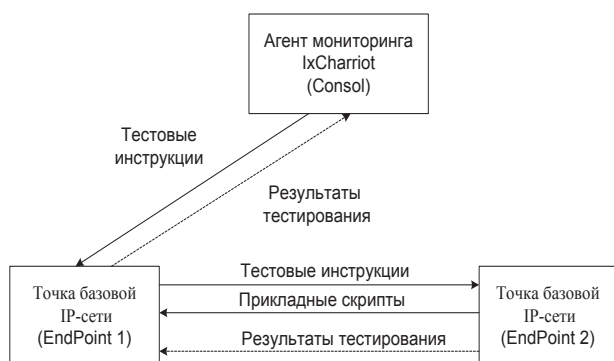 Агент мониторинга
IxCharriot
(Consol)
Тестовые
инструкции
Результаты
тестирования
Точка базовой
IP-сети
(EndPoint 1)
Тестовые инструкции
Прикладные скрипты
Результаты тестирования
Точка базовой
IP-сети
(EndPoint 2)